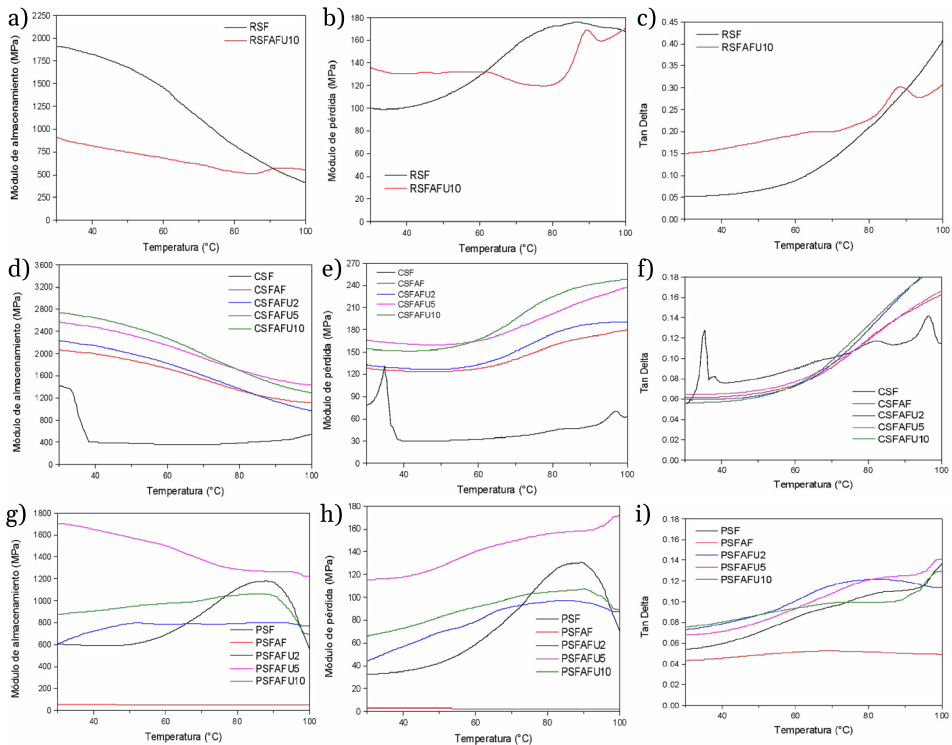 a)
Módulo de almacenamiento (MPa)
2250
2000
1750
1500
1250
1000
750
500
250
0
RSF
RSFAFU10
40
60
80
100
Temperatura (°C)
b)
Módulo de pérdida (MPa)
180
160
140
120
100
80
60
40
20
0
RSF
RSFAFU10
40
60
80
100
Temperatura (°C)
c)
Tan Delta
0.45
0.40
0.35
0.30
0.25
0.20
0.15
0.10
0.05
0.00
RSF
RSFAFU10
40
60
80
100
Temperatura (°C)
d)
Módulo de almacenamiento (MPa)
3600
3200
2800
2400
2000
1600
1200
800
400
0
CSF
CSFAF
CSFAFU2
CSFAFU5
CSFAFU10
40
60
80
100
Temperatura (°C)
e)
Módulo de pérdida (MPa)
270
240
210
180
150
120
90
60
30
0
CSF
CSFAF
CSFAFU2
CSFAFU5
CSFAFU10
40
60
80
100
Temperatura (°C)
f)
Tan Delta
0.18
0.16
0.14
0.12
0.10
0.08
0.06
0.04
0.02
0.00
CSF
CSFAF
CSFAFU2
CSFAFU5
CSFAFU10
40
60
80
100
Temperatura (°C)
g)
Módulo de almacenamiento (MPa)
1800
1600
1400
1200
1000
800
600
400
200
0
PSF
PSFAF
PSFAFU2
PSFAFU5
PSFAFU10
40
60
80
100
Temperatura (°C)
h)
Módulo de pérdida (MPa)
180
160
140
120
100
80
60
40
20
0
PSF
PSFAF
PSFAFU2
PSFAFU5
PSFAFU10
40
60
80
100
Temperatura (°C)
i)
Tan Delta
0.18
0.16
0.14
0.12
0.10
0.08
0.06
0.04
0.02
0.00
PSF
PSFAF
PSFAFU2
PSFAFU5
PSFAFU10
40
60
80
100
Temperatura (°C)